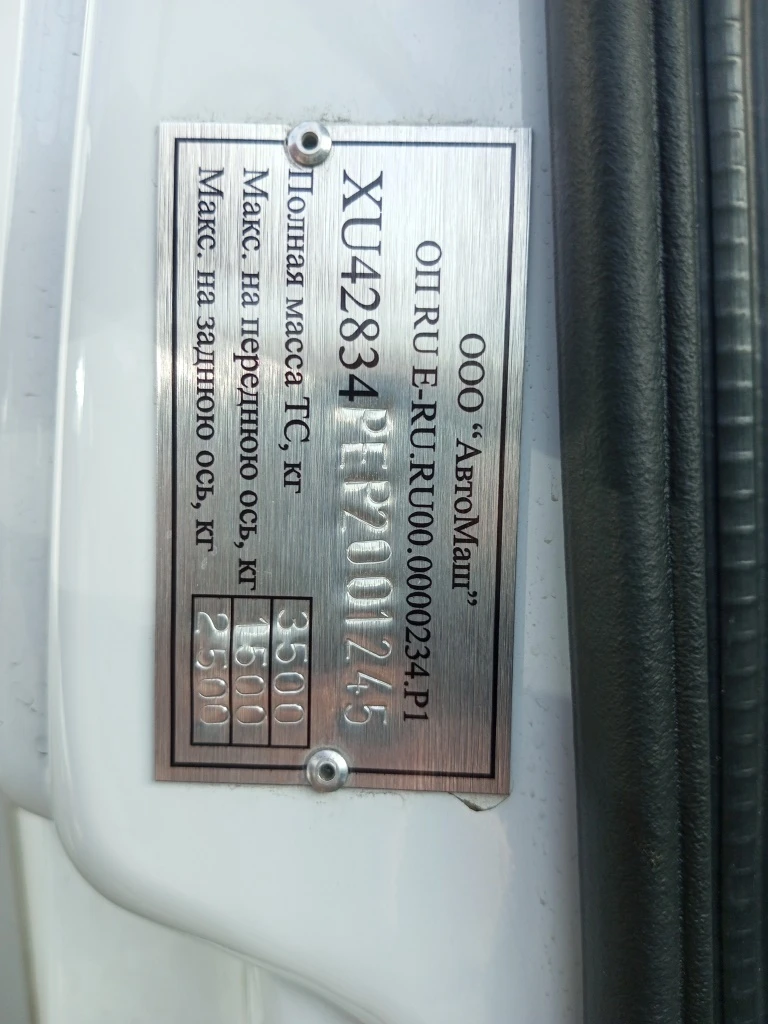 ООО “АвтоМаш”
ОП RU E-RU.RU00.0000234.P1
XU42834PEP2001245
Полная масса ТС, кг 3500
Макс. на переднюю ось, кг 1500
Макс. на заднюю ось, кг 2500